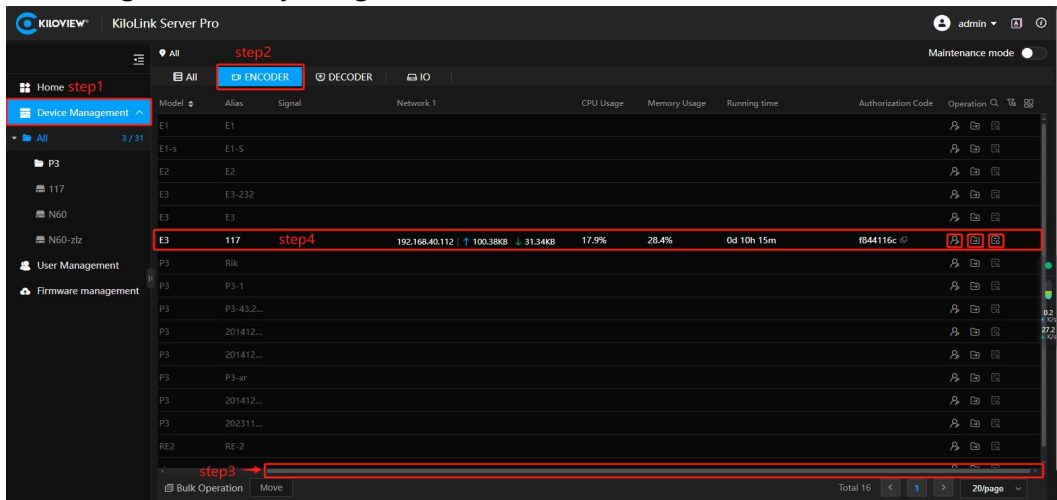 KILOVIEW® KiloLink Server Pro admin
All step2 Maintenance mode
All ENCODER DECODER IO
Home step1
Device Management
All 3 / 31
P3
117
N60
N60-zlz
User Management
Firmware management
Model Alias Signal Network 1 CPU Usage Memory Usage Running time Authorization Code Operation
E1 E1
E1-s E1-S
E2 E2
E3 E3-232
E3 E3
E3 117 step4 192.168.40.112 | ↑ 100.38KB ↓ 31.34KB 17.9% 28.4% 0d 10h 15m f844116c
P3 Rik
P3 P3-1
P3 P3-43.2...
P3 201412...
P3 201412...
P3 P3-xr
P3 201412...
P3 202311...
RE2 RE-2
step3
Bulk Operation Move Total 16 < 1 > 20/page
0.2
K/s
27.2
K/s